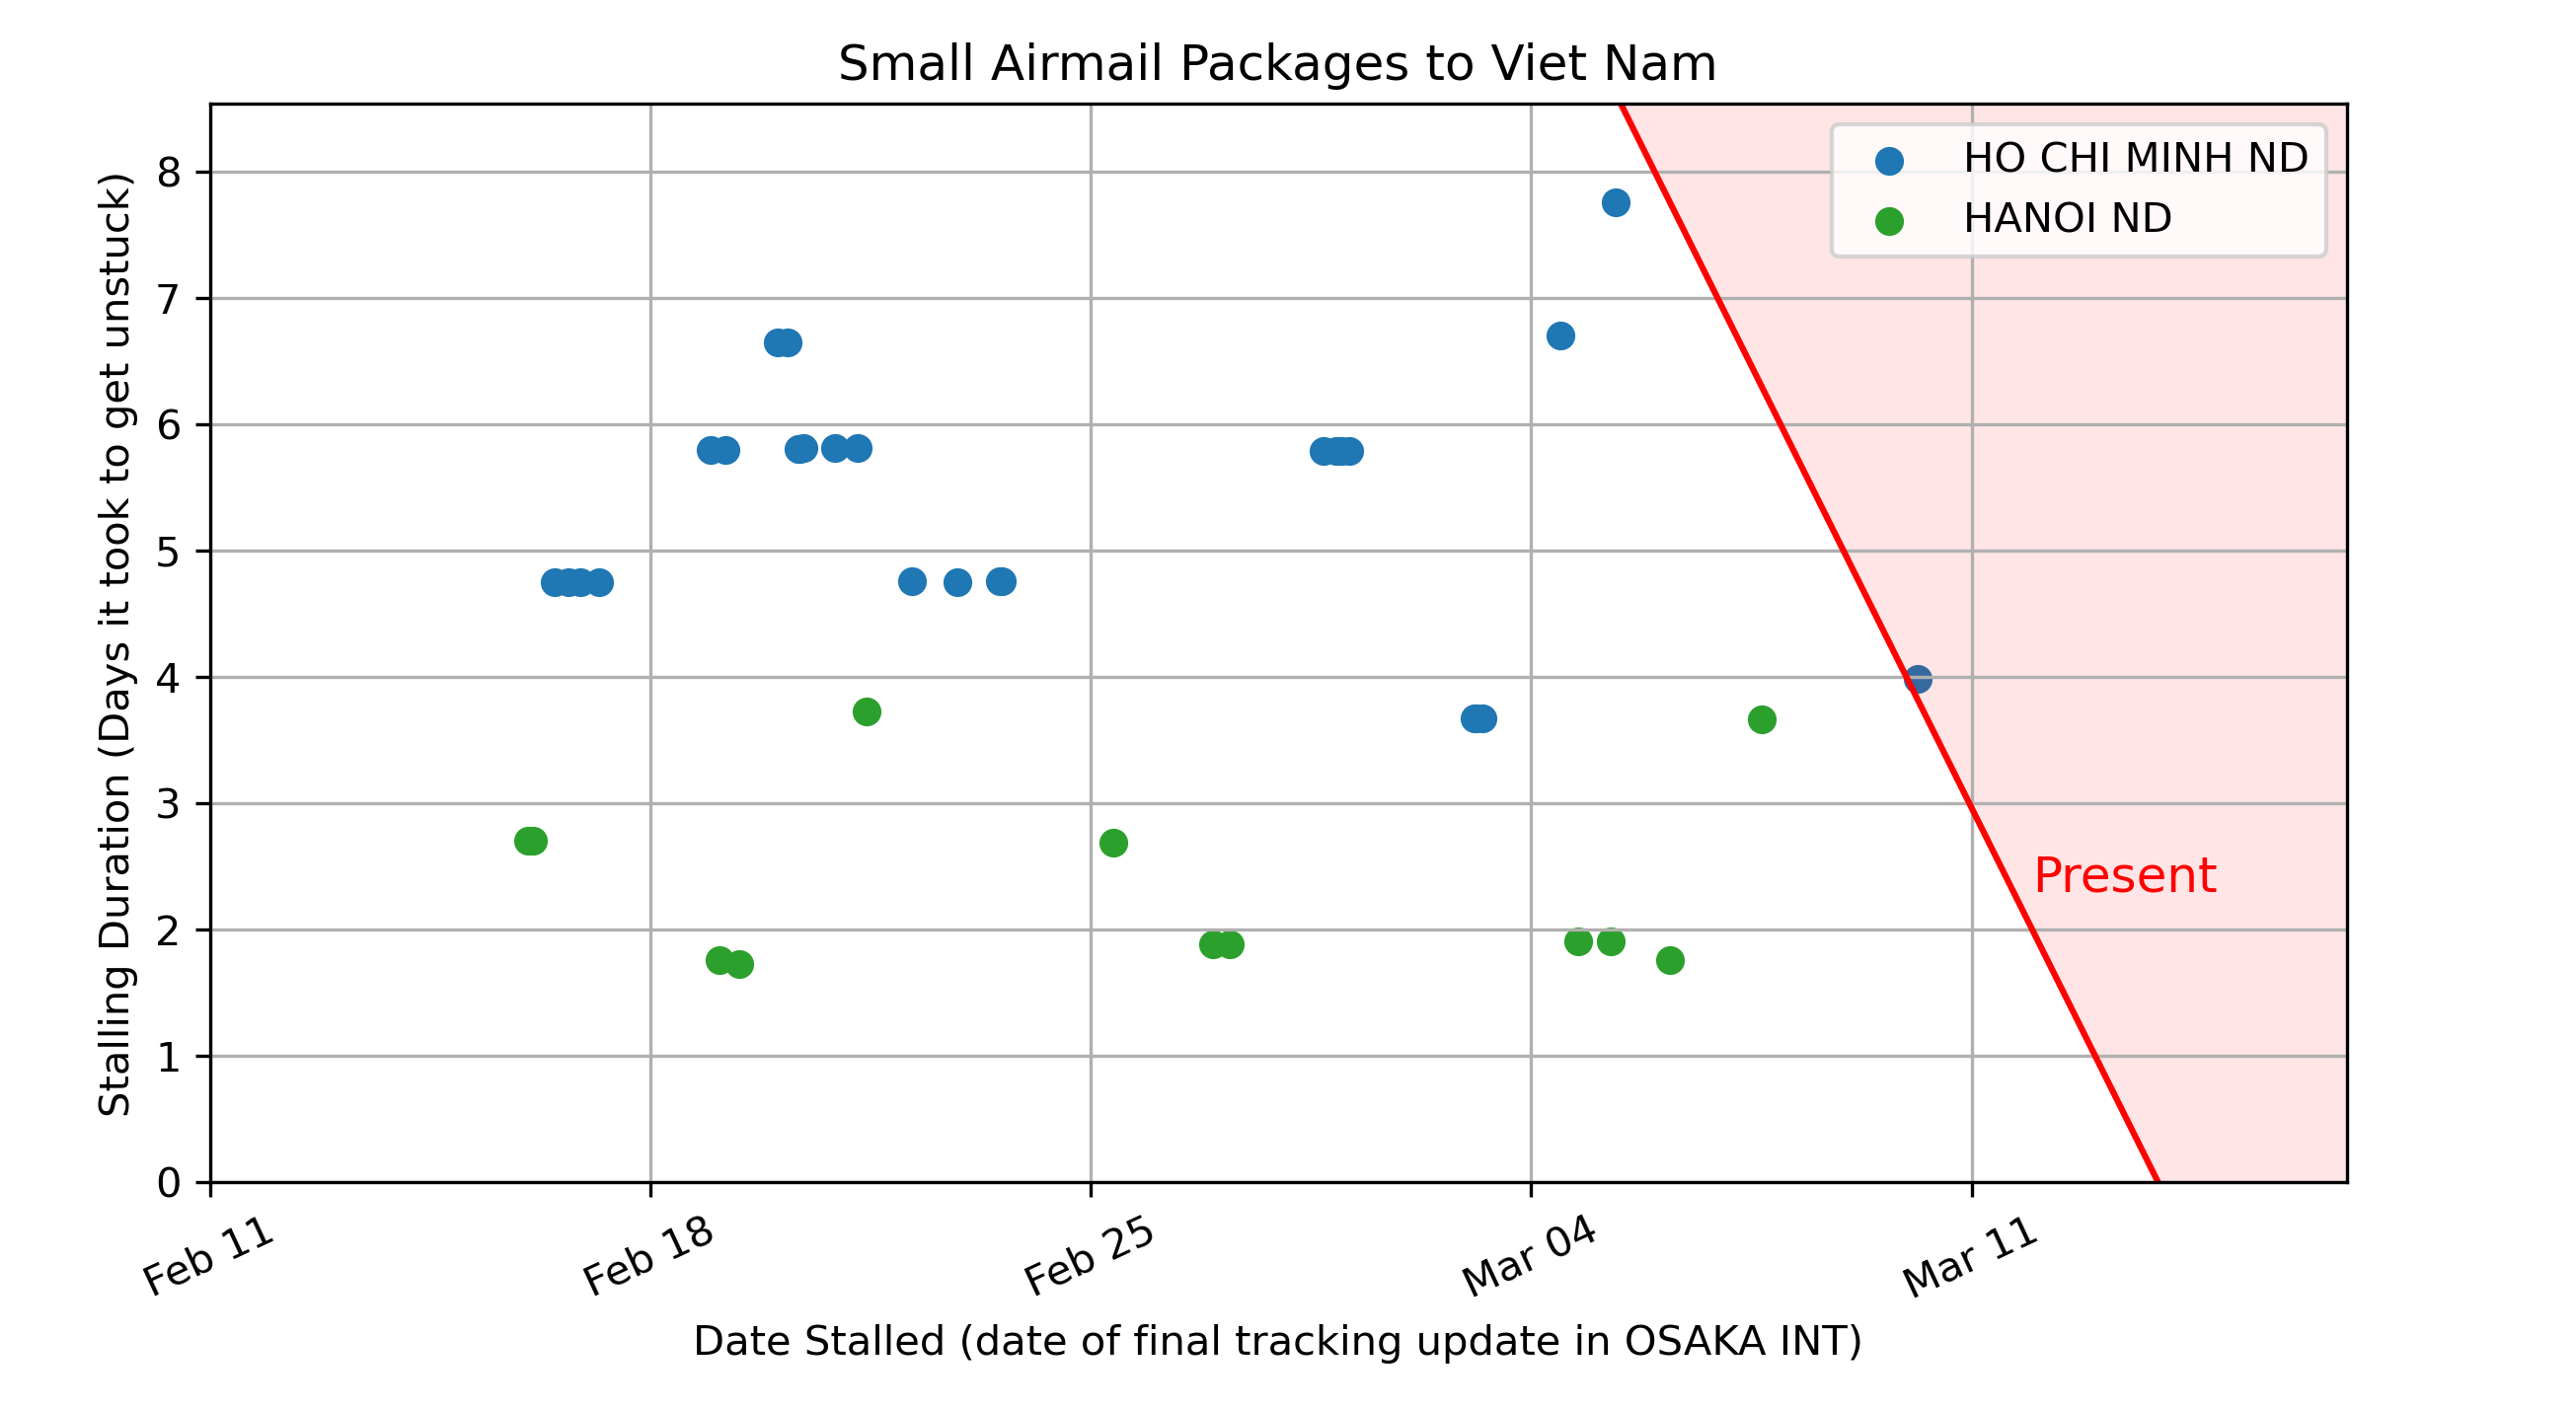 Small Airmail Packages to Viet Nam
Stalling Duration (Days it took to get unstuck)
8
7
6
5
4
3
2
1
0
HO CHI MINH ND
HANOI ND
Present
Feb 11
Feb 18
Feb 25
Mar 04
Mar 11
Date Stalled (date of final tracking update in OSAKA INT)